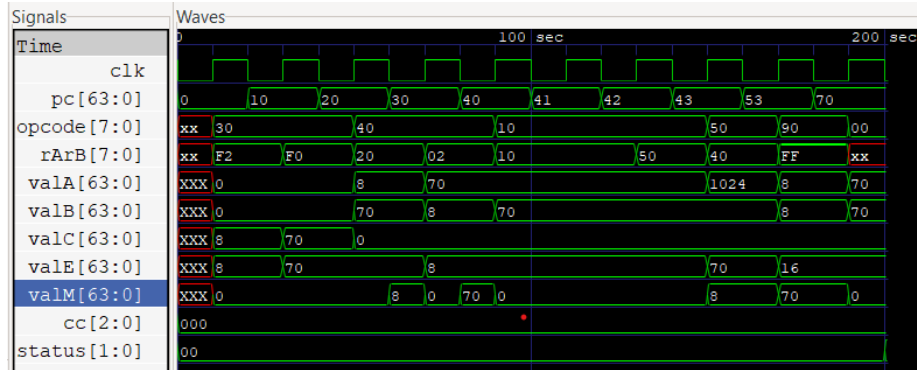 Signals Waves
Time 0 100 sec 200 sec
clk
pc[63:0] 0 10 20 30 40 41 42 43 53 70
opcode[7:0] xx 30 40 10 50 90 00
rArB[7:0] xx F2 F0 20 02 10 50 40 FF xx
valA[63:0] XXX 0 8 70 1024 8 70
valB[63:0] XXX 0 70 8 70 8 70
valC[63:0] XXX 8 70 0
valE[63:0] XXX 8 70 8 70 16
valM[63:0] XXX 0 8 0 70 0 8 70 0
cc[2:0] 000
status[1:0] 00